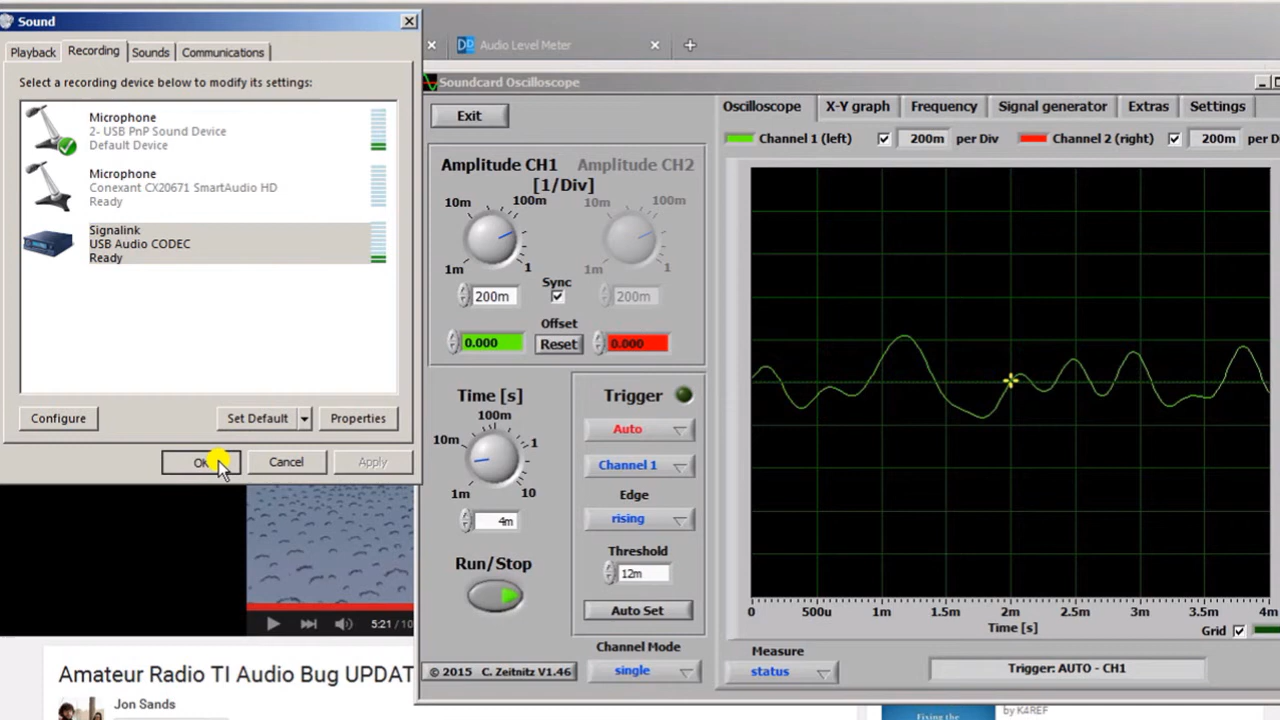 Sound
Playback
Recording
Sounds
Communications
Select a recording device below to modify its settings:
Microphone
2- USB PnP Sound Device
Default Device
Microphone
Conexant CX20671 SmartAudio HD
Ready
Signalink
USB Audio CODEC
Ready
Configure
Set Default
Properties
OK
Cancel
Apply
Audio Level Meter
Soundcard Oscilloscope
Exit
Oscilloscope
X-Y graph
Frequency
Signal generator
Extras
Settings
Channel 1 (left)
200m
per Div
Channel 2 (right)
200m
per D
Amplitude CH1
Amplitude CH2
[1/Div]
10m
100m
1m
1
10m
100m
1m
1
Sync
200m
200m
Offset
0.000
Reset
0.000
Time [s]
100m
10m
1
1m
10
4m
Run/Stop
Trigger
Auto
Channel 1
Edge
rising
Threshold
12m
Auto Set
Channel Mode
single
© 2015 C. Zeitnitz V1.46
0
500u
1m
1.5m
2m
2.5m
3m
3.5m
4m
Time [s]
Grid
Measure
status
Trigger: AUTO - CH1
5:21 / 10
Amateur Radio TI Audio Bug UPDAT
Jon Sands
Fixing the
by K4REF